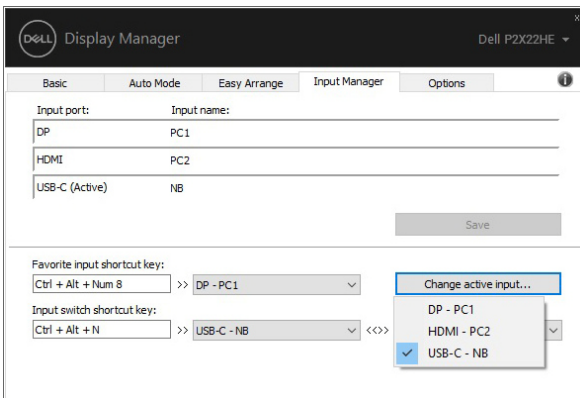 DELL Display Manager Dell P2X22HE
Basic Auto Mode Easy Arrange Input Manager Options
Input port: Input name:
DP PC1
HDMI PC2
USB-C (Active) NB
Save
Favorite input shortcut key:
Ctrl + Alt + Num 8 >> DP - PC1 Change active input...
Input switch shortcut key:
Ctrl + Alt + N >> USB-C - NB <<>>
DP - PC1
HDMI - PC2
USB-C - NB